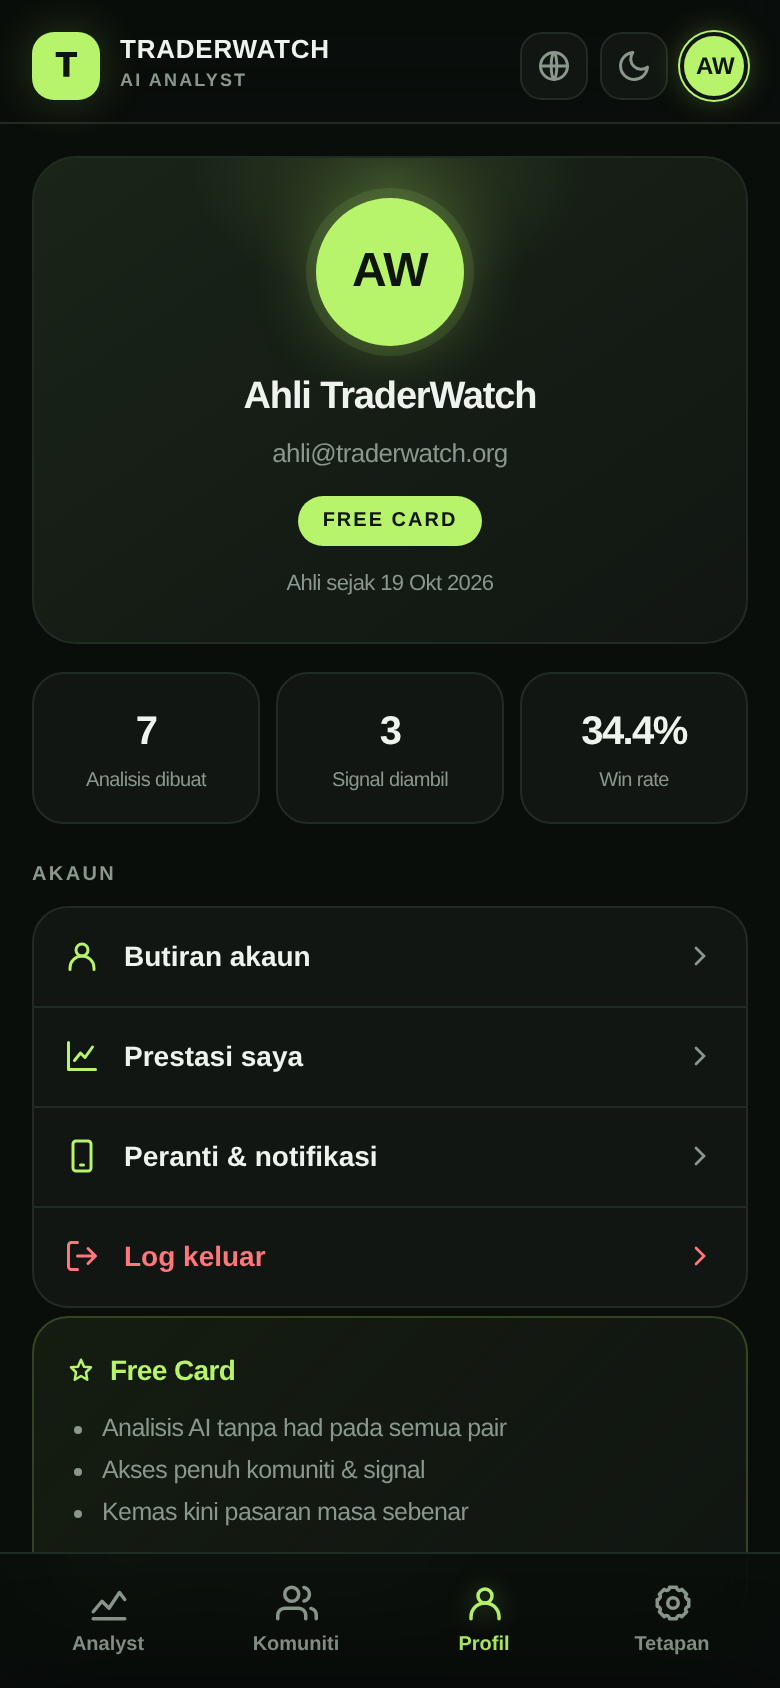 T
TRADERWATCH
AI ANALYST
AW
AW
Ahli TraderWatch
ahli@traderwatch.org
FREE CARD
Ahli sejak 19 Okt 2026
7
Analisis dibuat
3
Signal diambil
34.4%
Win rate
AKAUN
Butiran akaun
Prestasi saya
Peranti & notifikasi
Log keluar
Free Card
Analisis AI tanpa had pada semua pair
Akses penuh komuniti & signal
Kemas kini pasaran masa sebenar
Analyst
Komuniti
Profil
Tetapan